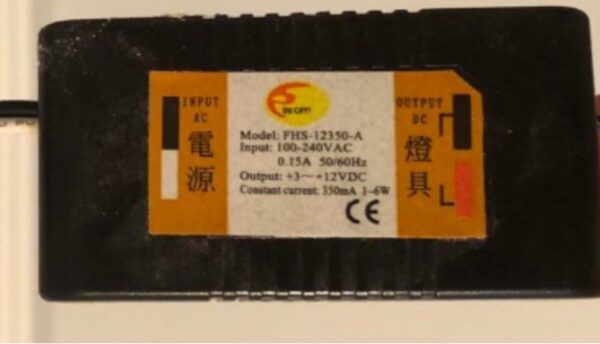 INPUT
AC
電源
Model: FHS-12350-A
Input: 100-240VAC
0.15A 50/60Hz
Output: +3～+12VDC
Constant current: 350mA 1~6W
CE
OUTPUT
DC
燈具